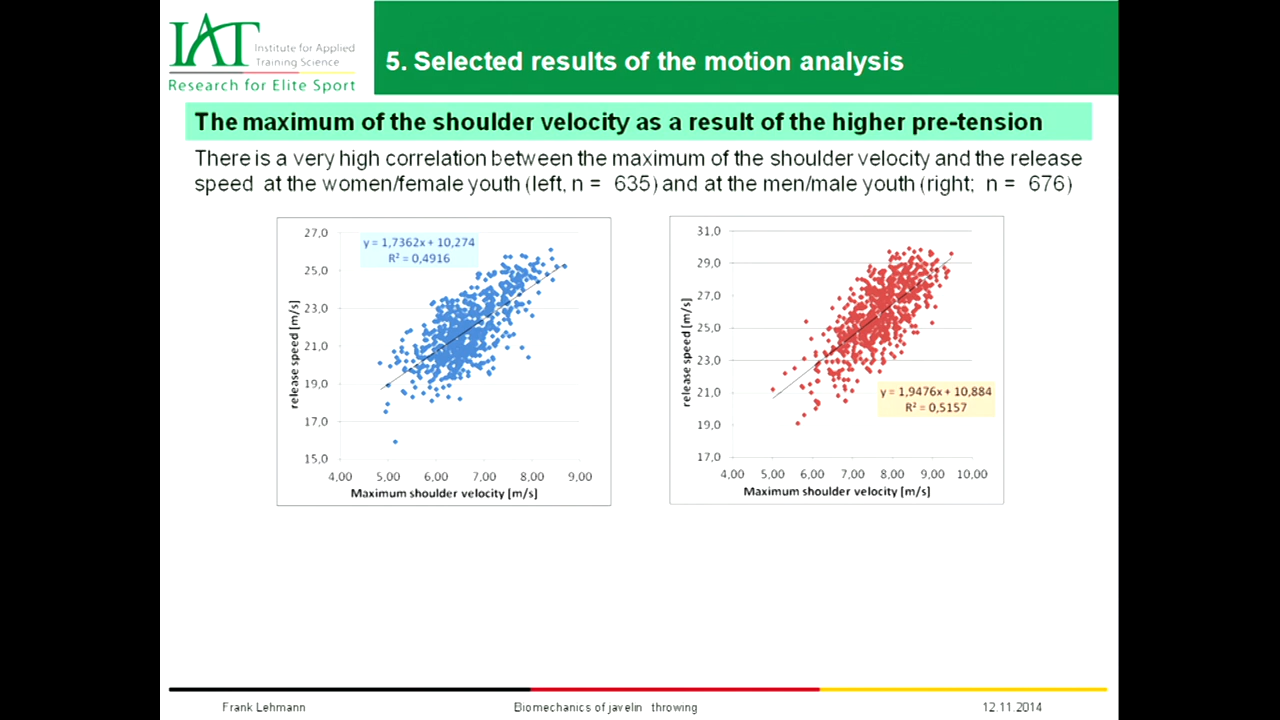 IAT
Institute for Applied
Training Science
Research for Elite Sport
5. Selected results of the motion analysis
The maximum of the shoulder velocity as a result of the higher pre-tension
There is a very high correlation between the maximum of the shoulder velocity and the release
speed at the women/female youth (left, n = 635) and at the men/male youth (right; n = 676)
27,0
25,0
23,0
21,0
19,0
17,0
15,0
release speed [m/s]
y = 1,7362x + 10,274
R² = 0,4916
4,00 5,00 6,00 7,00 8,00 9,00
Maximum shoulder velocity [m/s]
31,0
29,0
27,0
25,0
23,0
21,0
19,0
17,0
release speed [m/s]
y = 1,9476x + 10,884
R² = 0,5157
4,00 5,00 6,00 7,00 8,00 9,00 10,00
Maximum shoulder velocity [m/s]
Frank Lehmann Biomechanics of javelin throwing 12.11.2014